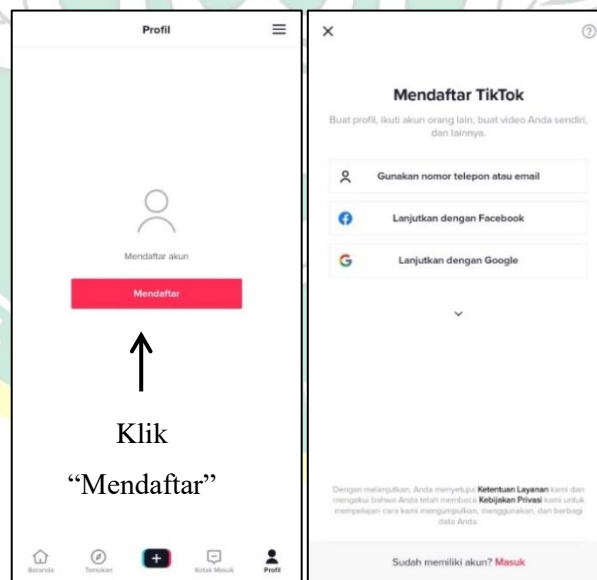 Profil
Mendaftar akun
Mendaftar
Klik
“Mendaftar”
Beranda
Temukan
Kotak Masuk
Profil
Mendaftar TikTok
Buat profil, ikuti akun orang lain, buat video Anda sendiri,
dan lainnya.
Gunakan nomor telepon atau email
Lanjutkan dengan Facebook
Lanjutkan dengan Google
Dengan melanjutkan, Anda menyetujui Ketentuan Layanan kami dan
mengakui bahwa Anda telah membaca Kebijakan Privasi kami untuk
mempelajari cara kami mengumpulkan, menggunakan, dan berbagi
data Anda.
Sudah memiliki akun? Masuk